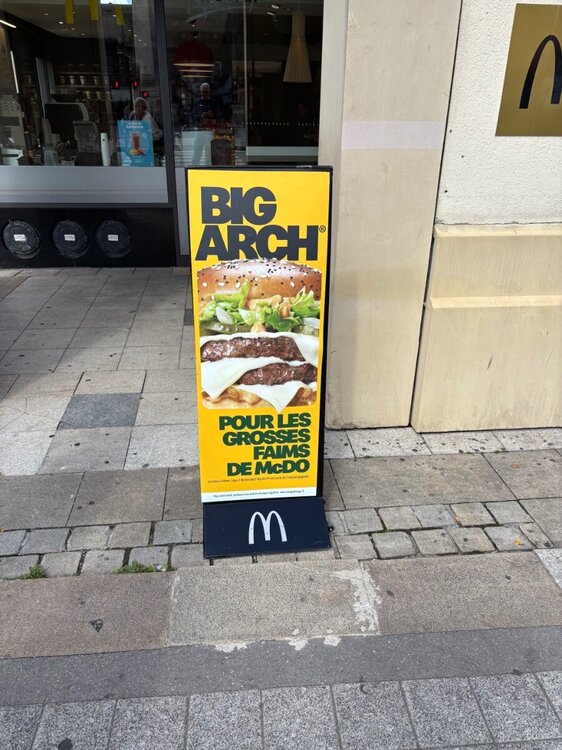 BIG
ARCH®
POUR LES
GROSSES
FAIMS
DE McDO